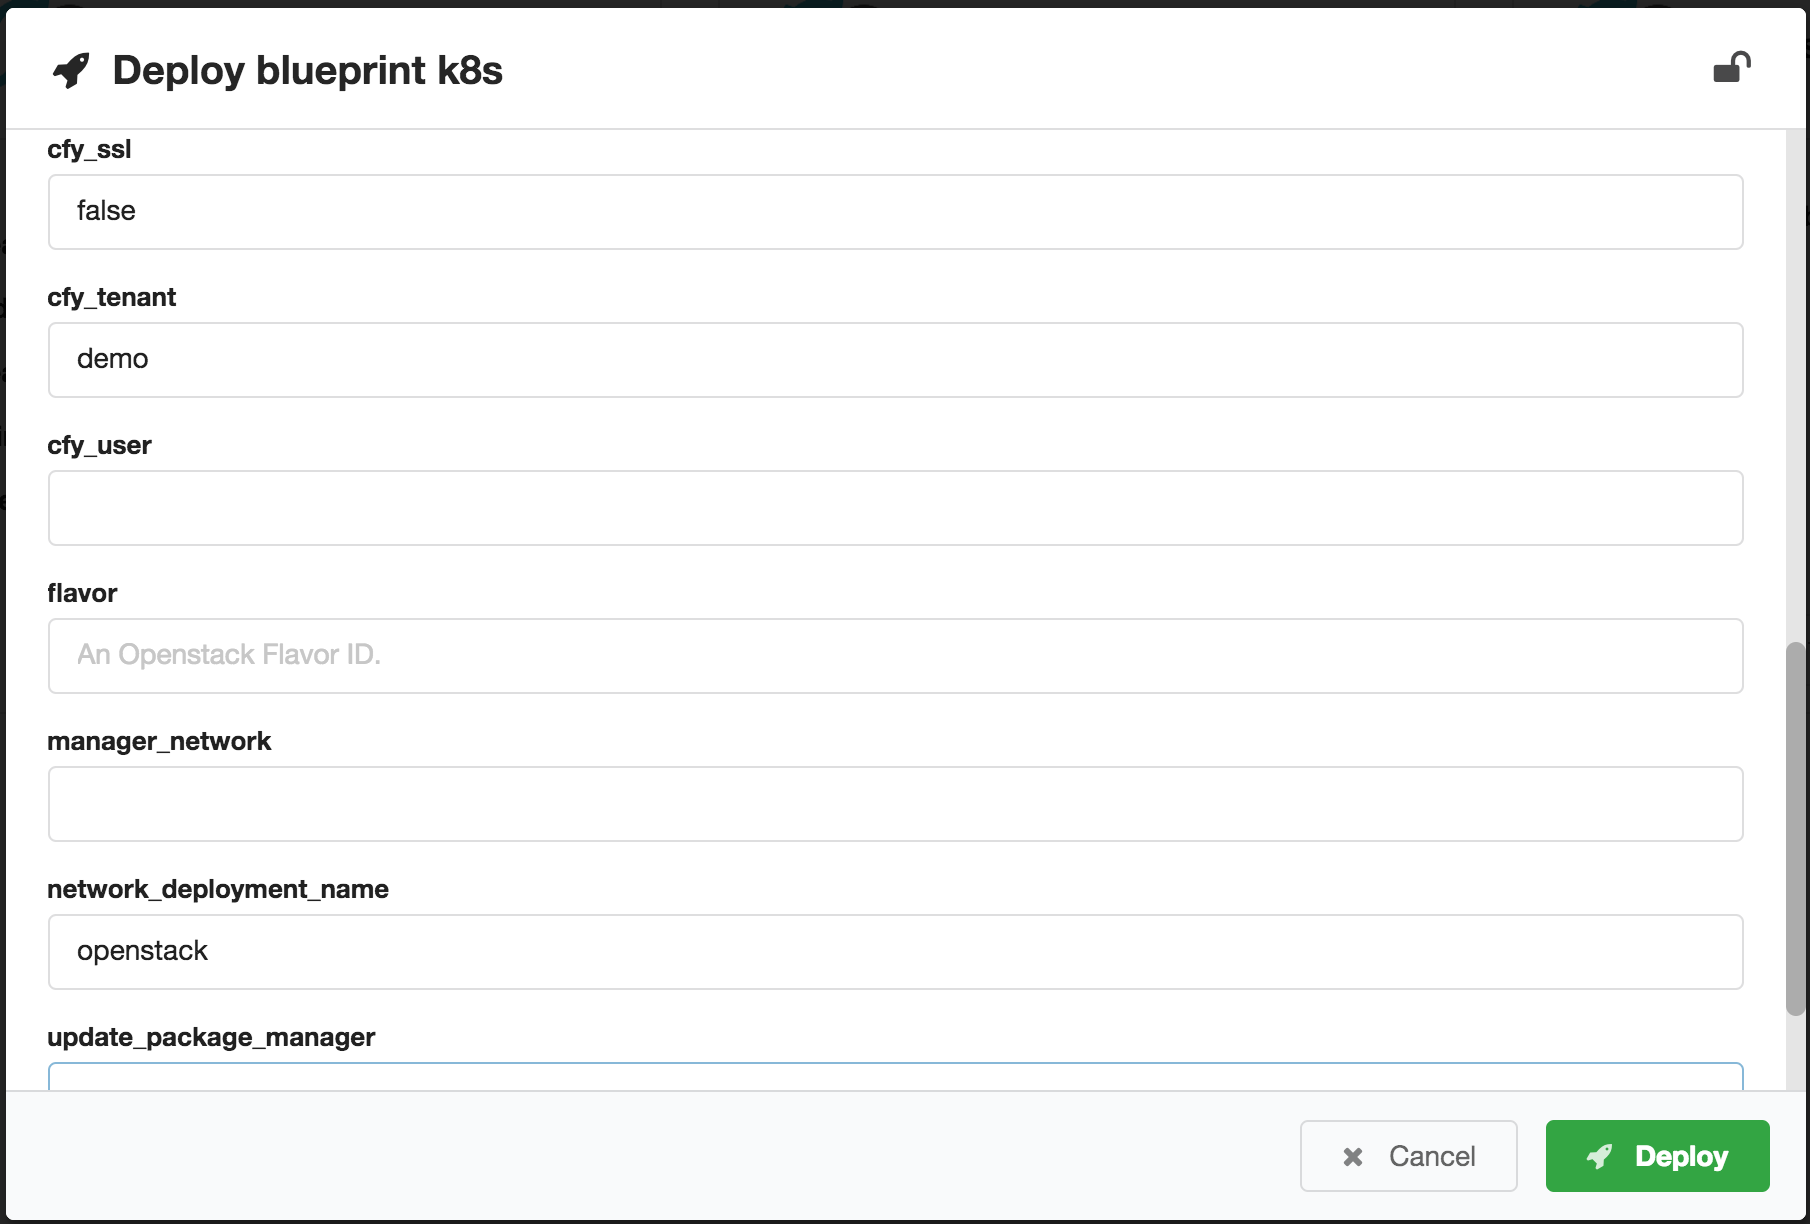 Deploy blueprint k8s
cfy_ssl
false
cfy_tenant
demo
cfy_user
flavor
An Openstack Flavor ID.
manager_network
network_deployment_name
openstack
update_package_manager
Cancel
Deploy